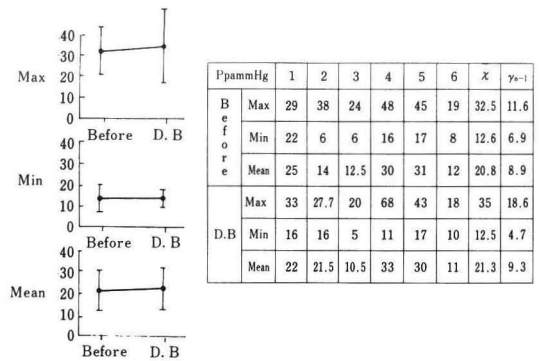 Max
40
30
20
10
0
Before D. B
Min
40
30
20
10
0
Before D. B
Mean
40
30
20
10
0
Before D. B
PpammHg 1 2 3 4 5 6 χ γn-1
Before
Max 29 38 24 48 45 19 32.5 11.6
Min 22 6 6 16 17 8 12.6 6.9
Mean 25 14 12.5 30 31 12 20.8 8.9
D.B
Max 33 27.7 20 68 43 18 35 18.6
Min 16 16 5 11 17 10 12.5 4.7
Mean 22 21.5 10.5 33 30 11 21.3 9.3